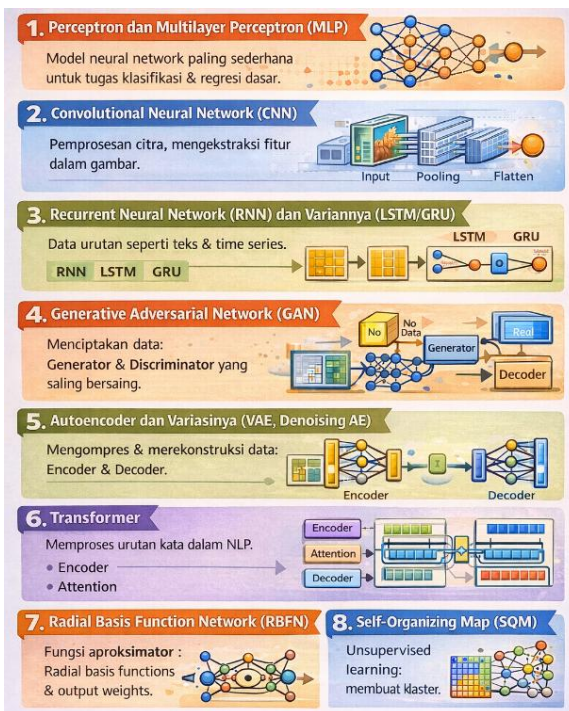 1. Perceptron dan Multilayer Perceptron (MLP)
Model neural network paling sederhana
untuk tugas klasifikasi & regresi dasar.
2. Convolutional Neural Network (CNN)
Pemprosesan citra, mengekstraksi fitur
dalam gambar.
Input Pooling Flatten
3. Recurrent Neural Network (RNN) dan Variannya (LSTM/GRU)
Data urutan seperti teks & time series.
LSTM GRU
RNN LSTM GRU
4. Generative Adversarial Network (GAN)
Menciptakan data:
Generator & Discriminator yang
saling bersaing.
No
No
Data
Generator
Real
Decoder
5. Autoencoder dan Variasinya (VAE, Denoising AE)
Mengompres & merekonstruksi data:
Encoder & Decoder.
Encoder Decoder
6. Transformer
Memproses urutan kata dalam NLP.
• Encoder
• Attention
Encoder
Attention
Decoder
7. Radial Basis Function Network (RBFN)
Fungsi aproksimator :
Radial basis functions
& output weights.
8. Self-Organizing Map (SQM)
Unsupervised
learning:
membuat klaster.